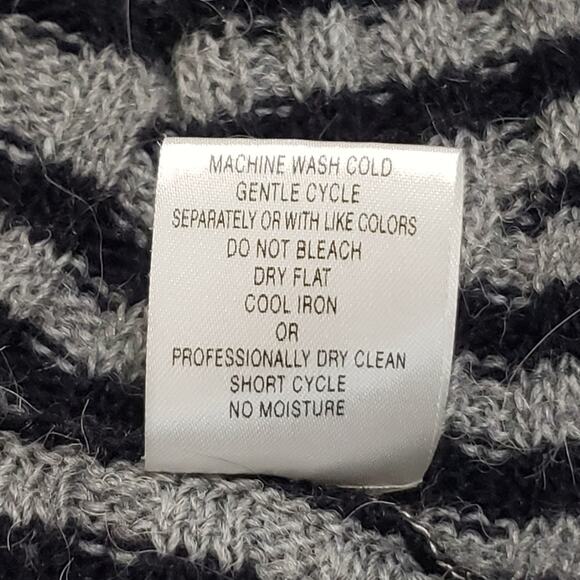 MACHINE WASH COLD
GENTLE CYCLE
SEPARATELY OR WITH LIKE COLORS
DO NOT BLEACH
DRY FLAT
COOL IRON
OR
PROFESSIONALLY DRY CLEAN
SHORT CYCLE
NO MOISTURE